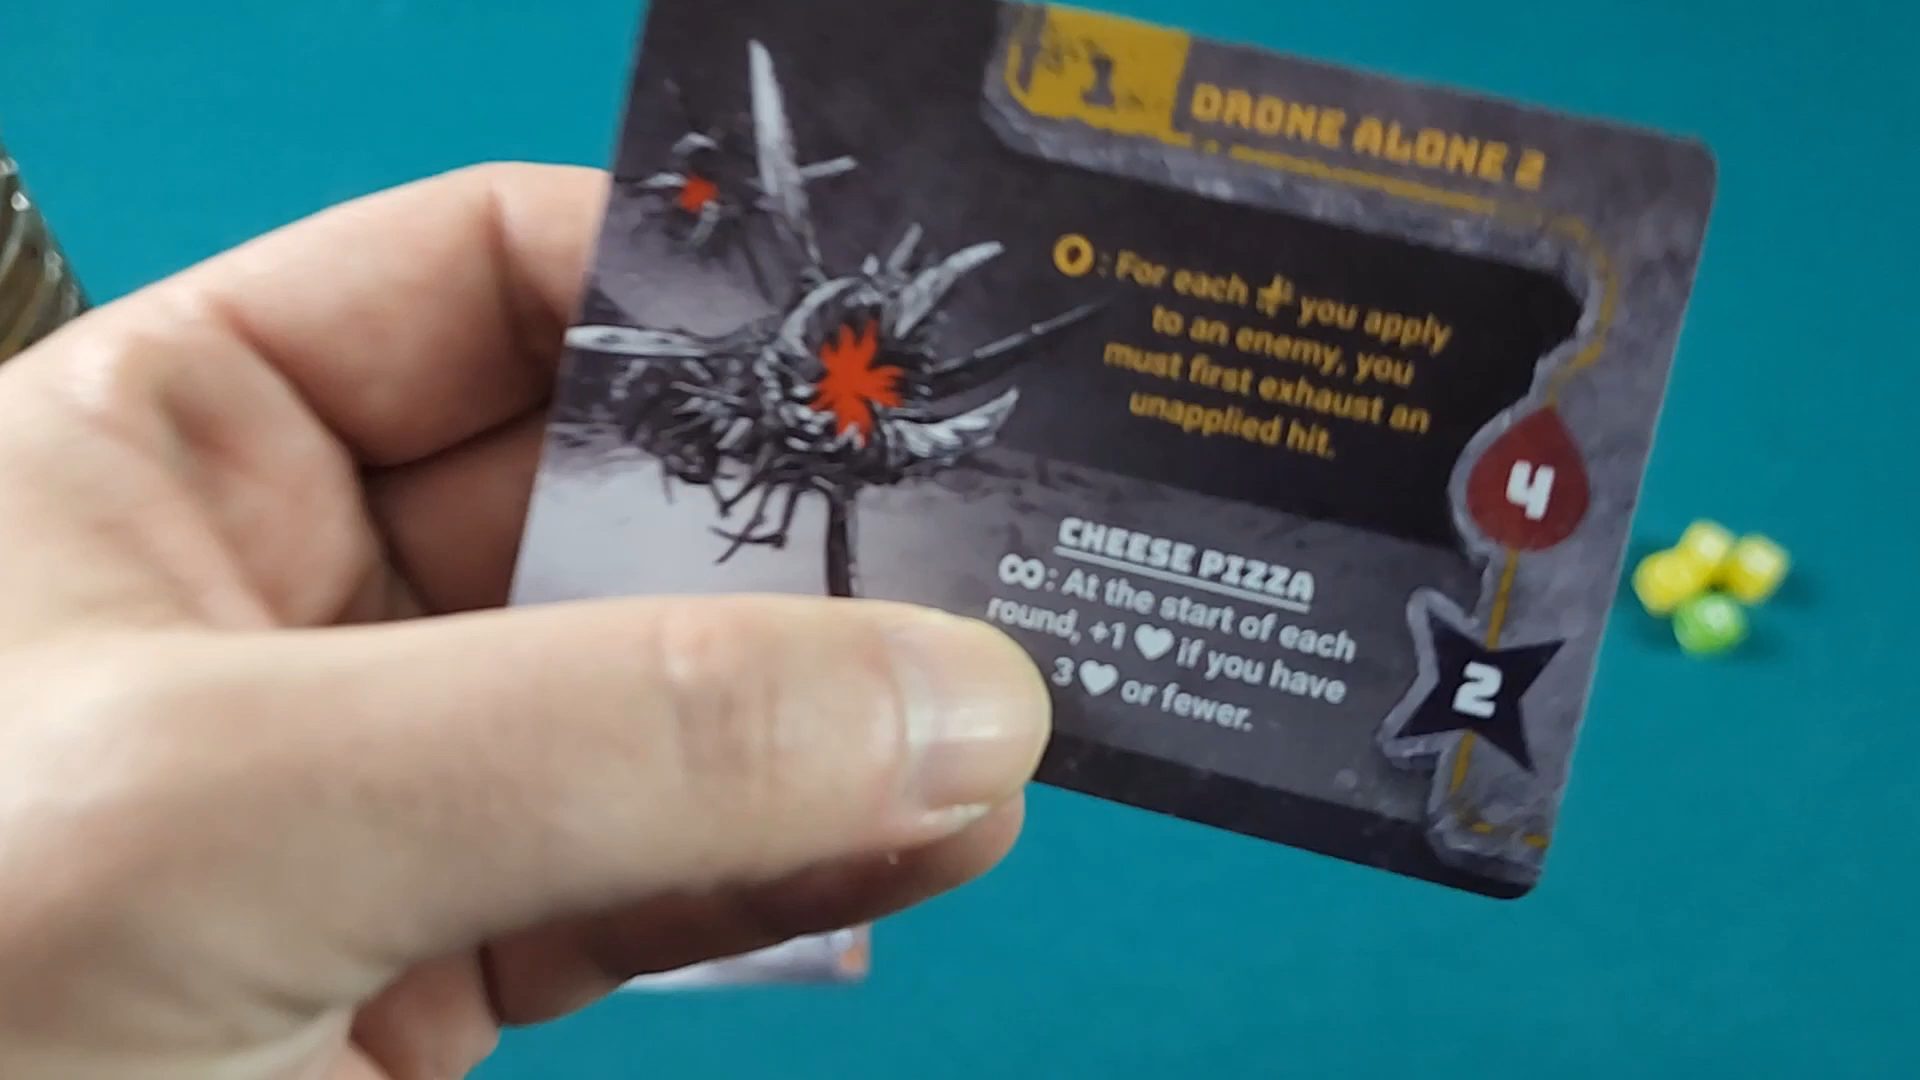 1 DRONE ALONE 2
: For each you apply
to an enemy, you
must first exhaust an
unapplied hit.
4
CHEESE PIZZA
∞: At the start of each
round, +1 ♥ if you have
3 ♥ or fewer.
2